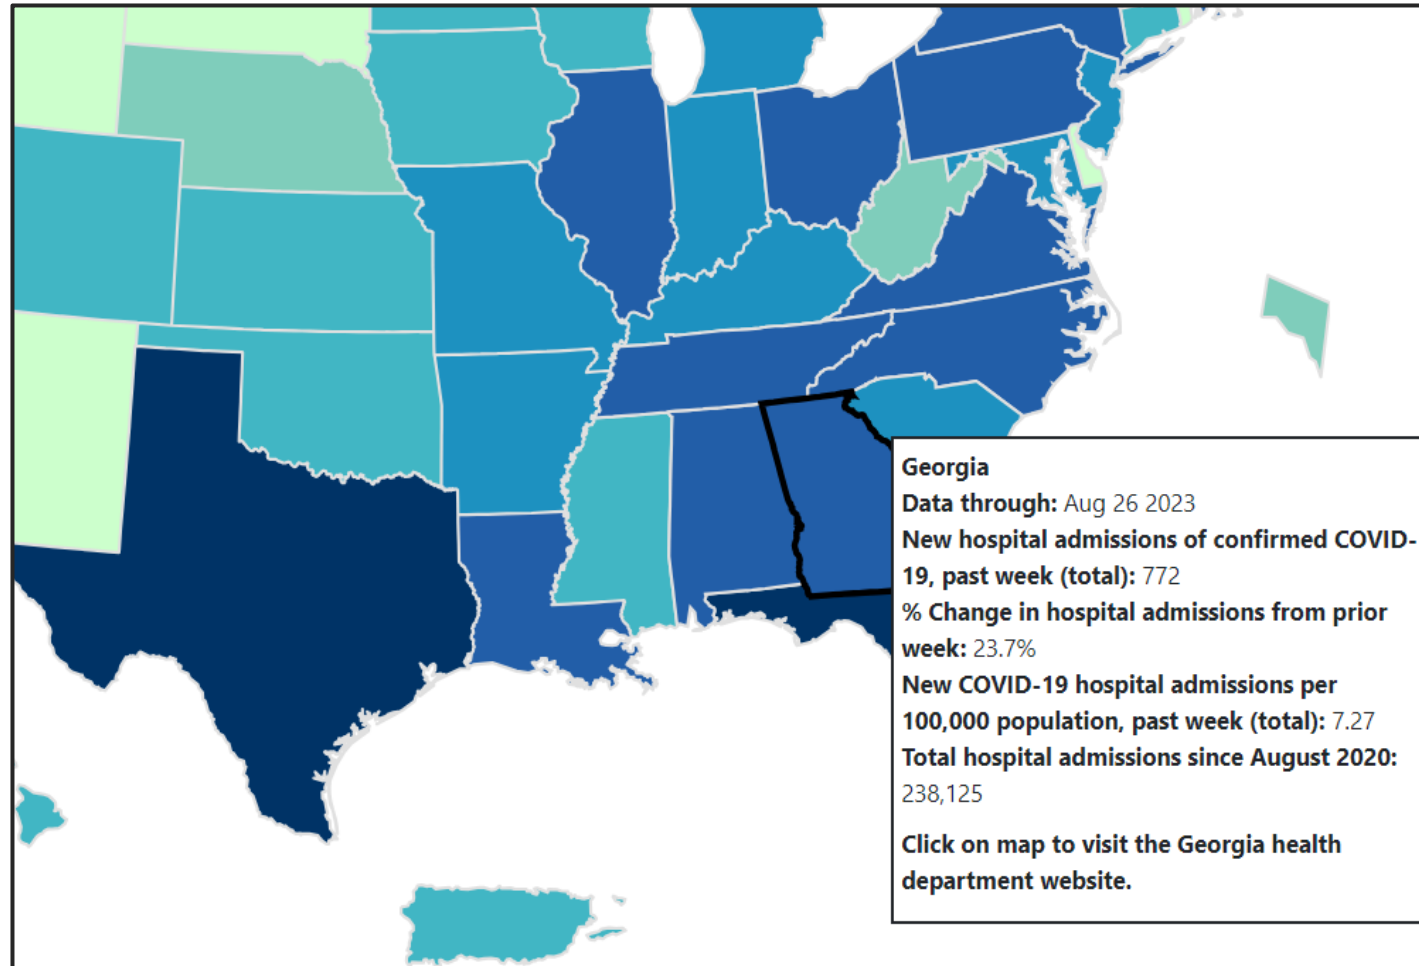 Georgia
Data through: Aug 26 2023
New hospital admissions of confirmed COVID-
19, past week (total): 772
% Change in hospital admissions from prior
week: 23.7%
New COVID-19 hospital admissions per
100,000 population, past week (total): 7.27
Total hospital admissions since August 2020:
238,125
Click on map to visit the Georgia health
department website.